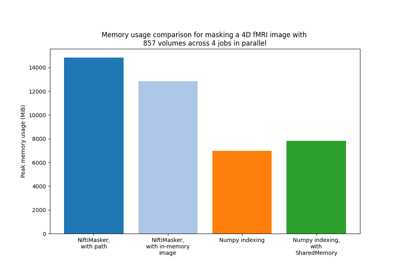 Memory usage comparison for masking a 4D fMRI image with
857 volumes across 4 jobs in parallel
Peak memory usage (MiB)
14000
12000
10000
8000
6000
4000
2000
0
NiftiMasker,
with path
NiftiMasker,
with in-memory
image
Numpy indexing
Numpy indexing,
with
SharedMemory